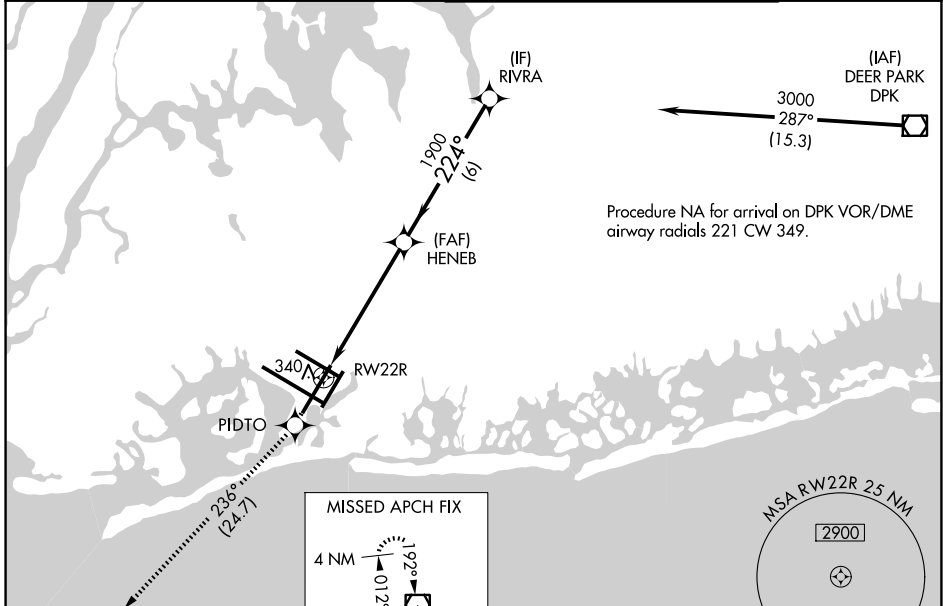 (IF)
RIVRA
(IAF)
DEER PARK
DPK
3000
287°
(15.3)
1900
224°
(6)
Procedure NA for arrival on DPK VOR/DME
airway radials 221 CW 349.
(FAF)
HENEB
340
RW22R
PIDTO
236°
(24.7)
MISSED APCH FIX
4 NM
192°
012°
MSA RW22R 25 NM
2900